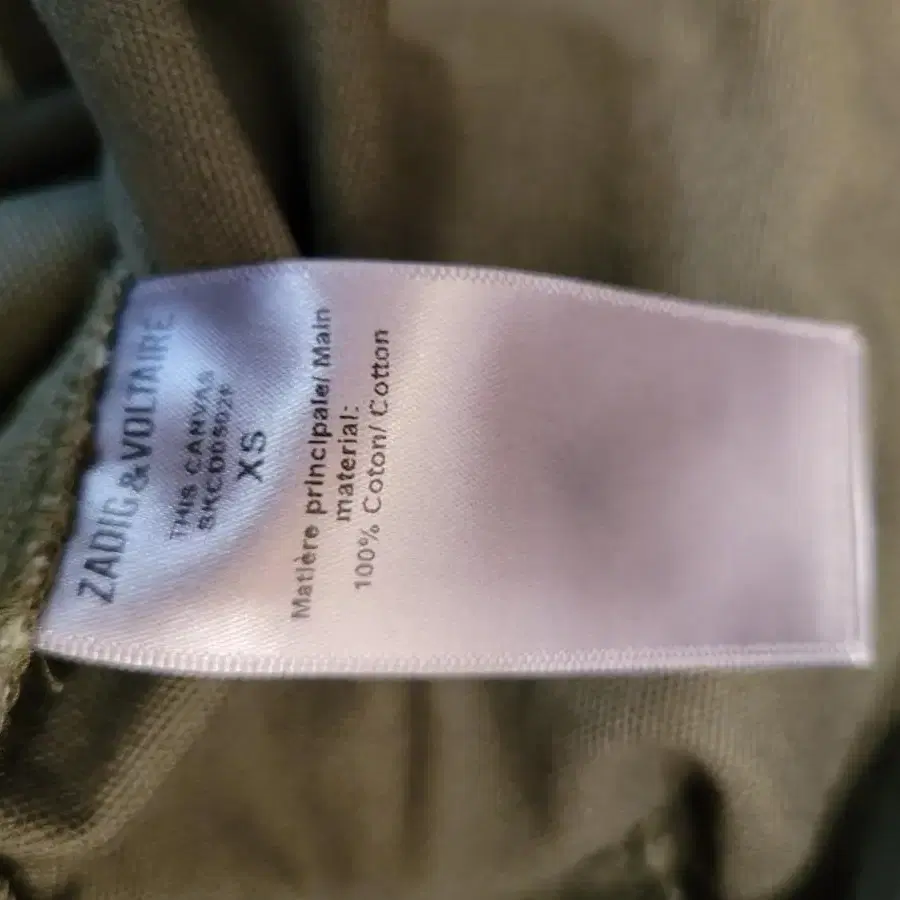 ZADIG&VOLTAIRE
THIS CANVAS
XS
Matière principale/ Main
material:
100% Coton/ Cotton